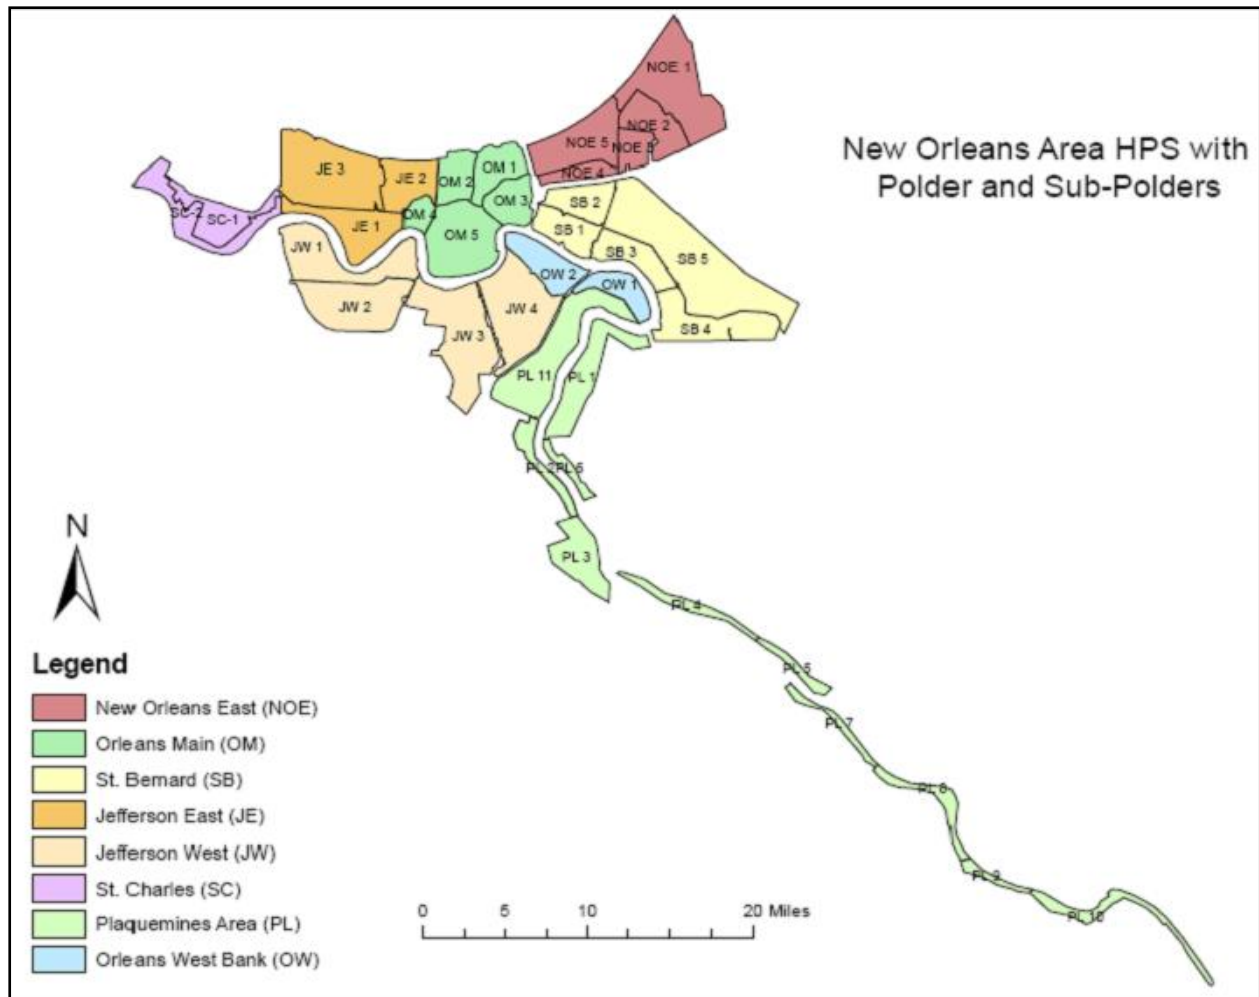 New Orleans Area HPS with
Polder and Sub-Polders
NOE 1
NOE 2
NOE 5
NOE 3
NOE 4
JE 3
JE 2
JE 1
OM 1
OM 2
OM 3
OM 4
OM 5
SC-2
SC-1
SB 2
SB 1
SB 3
SB 5
SB 4
JW 1
JW 2
JW 3
JW 4
OW 2
OW 1
PL 11
PL 1
PL 2
PL 3
PL 4
PL 5
PL 7
PL 9
PL 10
N
Legend
New Orleans East (NOE)
Orleans Main (OM)
St. Bernard (SB)
Jefferson East (JE)
Jefferson West (JW)
St. Charles (SC)
Plaquemines Area (PL)
Orleans West Bank (OW)
0 5 10 20 Miles